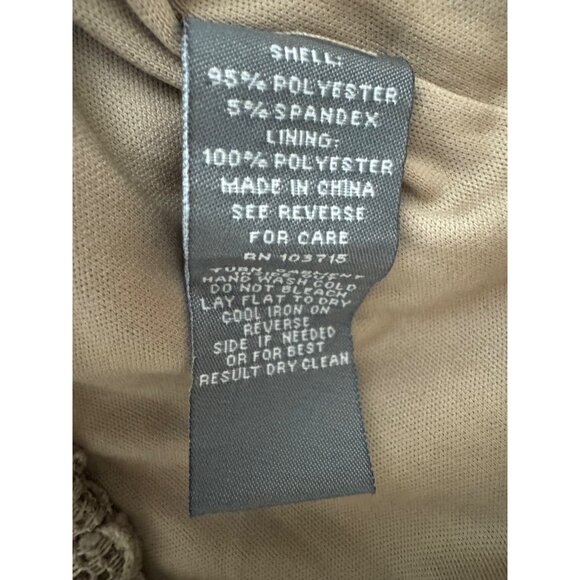 SHELL:
95% POLYESTER
5% SPANDEX
LINING:
100% POLYESTER
MADE IN CHINA
SEE REVERSE
FOR CARE
RN 103715
TURN GARMENT
HAND WASH COLD
DO NOT BLEACH,
LAY FLAT TO DRY
COOL IRON ON
REVERSE
SIDE IF NEEDED
OR FOR BEST
RESULT DRY CLEAN